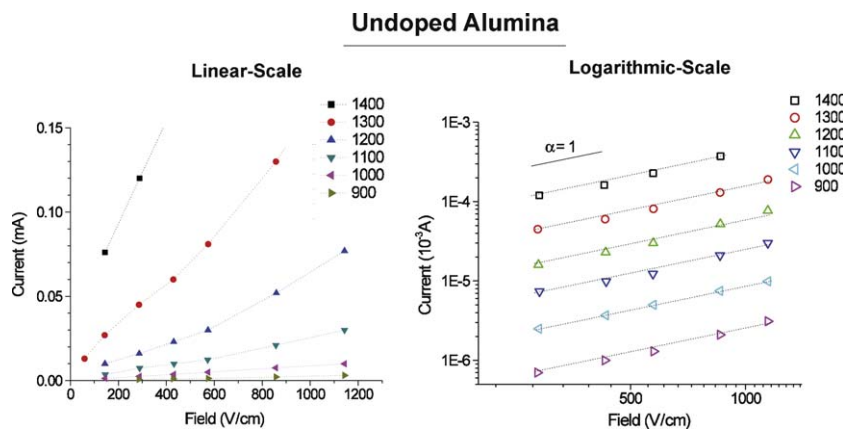 Undoped Alumina
Linear-Scale
1400
1300
1200
1100
1000
900
0.15
0.10
0.05
0.00
Current (mA)
0 200 400 600 800 1000 1200
Field (V/cm)
Logarithmic-Scale
1400
1300
1200
1100
1000
900
α= 1
1E-3
1E-4
1E-5
1E-6
Current (10⁻³A)
500 1000
Field (V/cm)